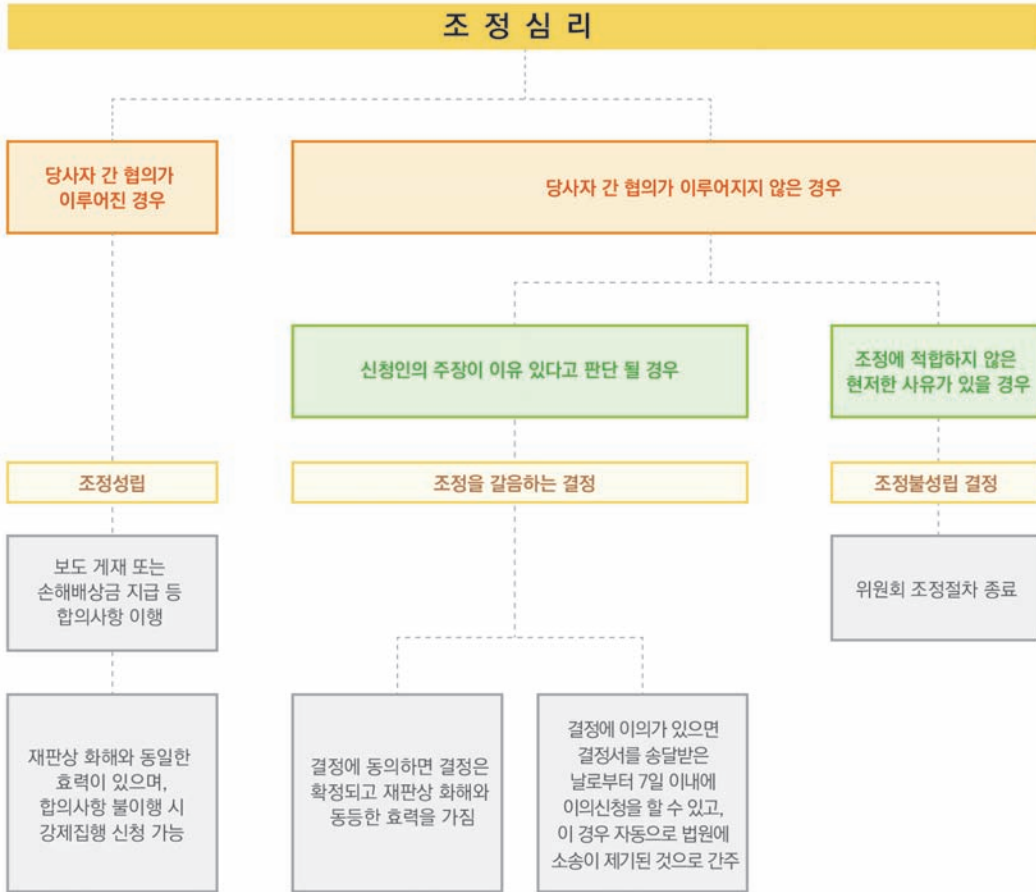 조 정 심 리
당사자 간 협의가
이루어진 경우
당사자 간 협의가 이루어지지 않은 경우
신청인의 주장이 이유 있다고 판단 될 경우
조정에 적합하지 않은
현저한 사유가 있을 경우
조정성립
조정을 갈음하는 결정
조정불성립 결정
보도 게재 또는
손해배상금 지급 등
합의사항 이행
위원회 조정절차 종료
재판상 화해와 동일한
효력이 있으며,
합의사항 불이행 시
강제집행 신청 가능
결정에 동의하면 결정은
확정되고 재판상 화해와
동등한 효력을 가짐
결정에 이의가 있으면
결정서를 송달받은
날로부터 7일 이내에
이의신청을 할 수 있고,
이 경우 자동으로 법원에
소송이 제기된 것으로 간주